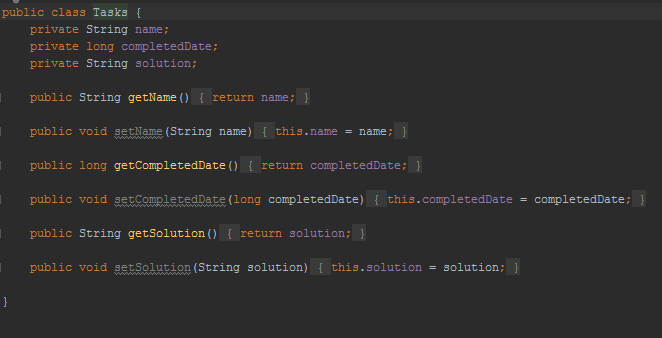 public class Tasks {
private String name;
private long completedDate;
private String solution;
public String getName() { return name; }
public void setName(String name) { this.name = name; }
public long getCompletedDate() { return completedDate; }
public void setCompletedDate(long completedDate) { this.completedDate = completedDate; }
public String getSolution() { return solution; }
public void setSolution(String solution) { this.solution = solution; }
}